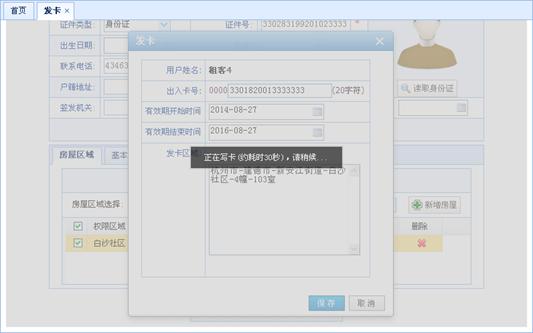 首页 发卡 ×
证件类型: 身份证 证件号: 330283199201023333 *
发卡
出生日期:
联系电话: 43463
户籍地址: 读取身份证
签发机关:
用户姓名: 租客4
出入卡号: 00003301820013333333 (20字符)
有效期开始时间 2014-08-27
有效期结束时间 2016-08-27
房屋区域 基本 发卡区域
正在写卡(约耗时30秒), 请稍候...
杭州市-建德市-新安江街道-白沙
社区-4幢-103室
房屋区域选择: 新增房屋
权限区域 删除
白沙社区
保存 取消